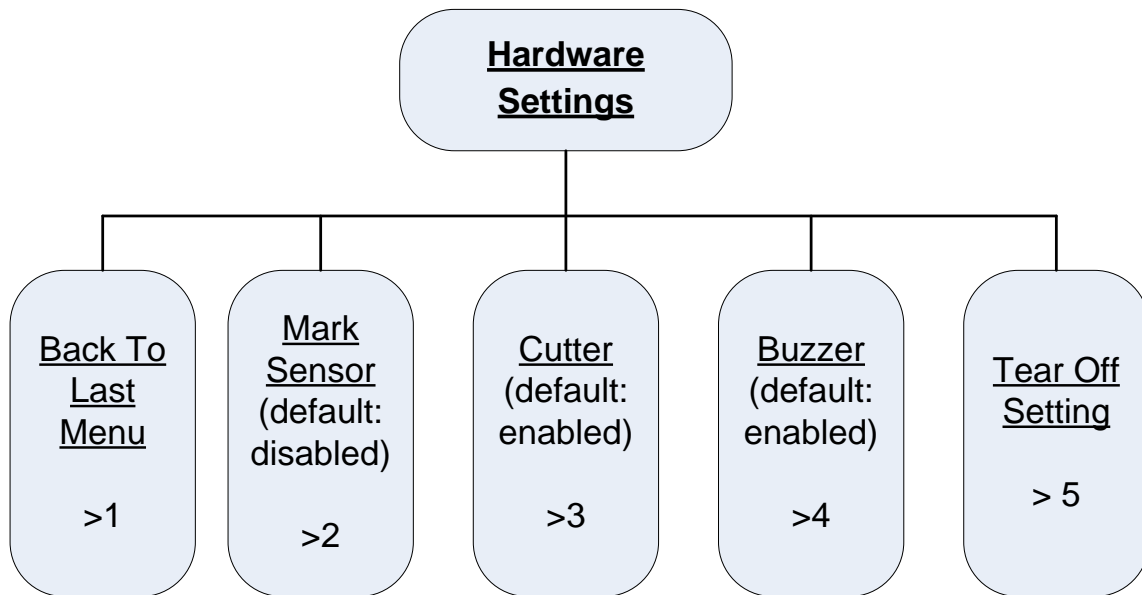 Hardware
Settings
Back To
Last
Menu
>1
Mark
Sensor
(default:
disabled)
>2
Cutter
(default:
enabled)
>3
Buzzer
(default:
enabled)
>4
Tear Off
Setting
> 5